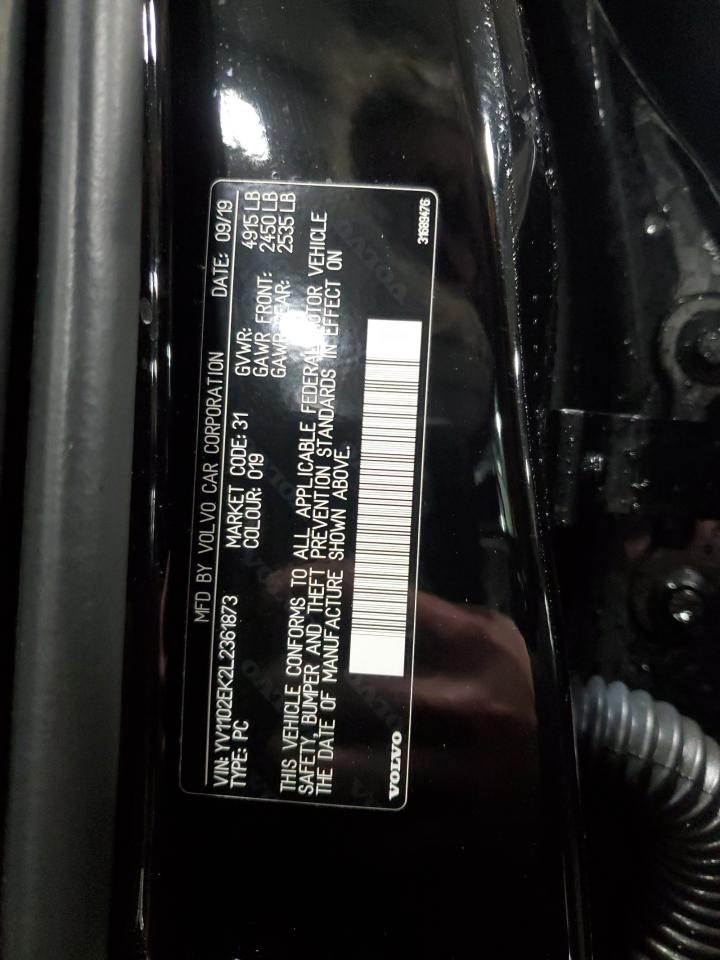 MFD BY VOLVO CAR CORPORATION DATE: 09/19
VIN: YV1102EK2L2361873
TYPE: PC
MARKET CODE: 31
COLOUR: 019
GVWR: 4915 LB
GAWR FRONT: 2450 LB
GAWR REAR: 2535 LB
THIS VEHICLE CONFORMS TO ALL APPLICABLE FEDERAL MOTOR VEHICLE
SAFETY, BUMPER AND THEFT PREVENTION STANDARDS IN EFFECT ON
THE DATE OF MANUFACTURE SHOWN ABOVE.
VOLVO
31689476